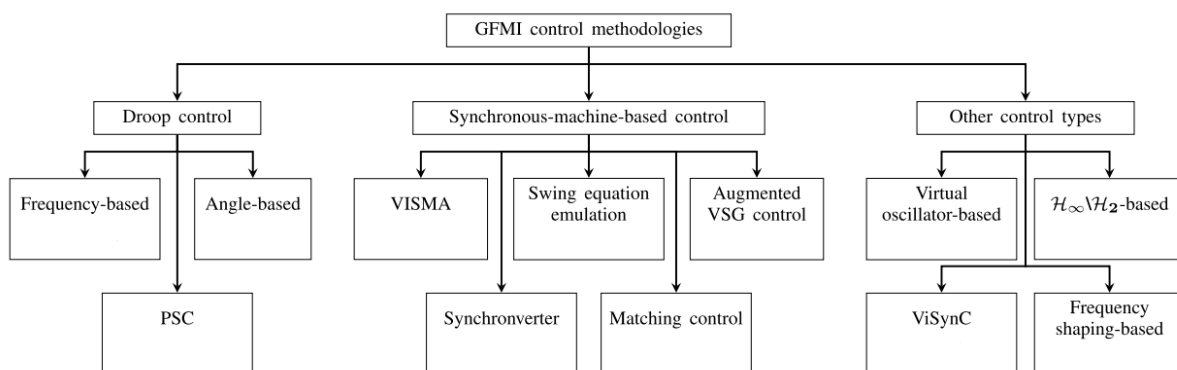 GFMI control methodologies
Droop control
Synchronous-machine-based control
Other control types
Frequency-based
Angle-based
VISMA
Swing equation
emulation
Augmented
VSG control
Virtual
oscillator-based
ℋ∞\ℋ𝟐-based
PSC
Synchronverter
Matching control
ViSynC
Frequency
shaping-based